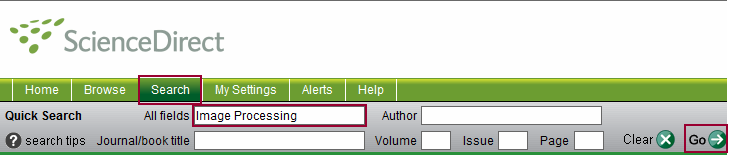 ScienceDirect
Home Browse Search My Settings Alerts Help
Quick Search All fields Image Processing Author
? search tips Journal/book title Volume Issue Page Clear Go